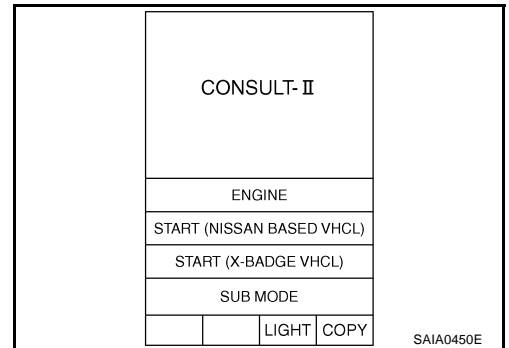 CONSULT-II
ENGINE
START (NISSAN BASED VHCL)
START (X-BADGE VHCL)
SUB MODE
LIGHT COPY
SAIA0450E